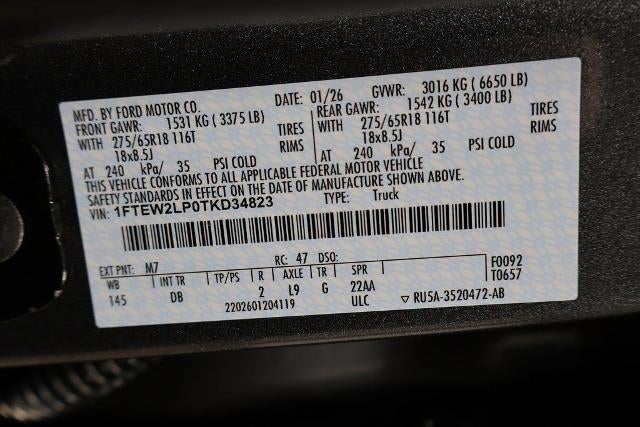 MFD. BY FORD MOTOR CO. DATE: 01/26 GVWR: 3016 KG ( 6650 LB)
FRONT GAWR: 1531 KG ( 3375 LB) REAR GAWR: 1542 KG ( 3400 LB)
WITH 275/65R18 116T TIRES WITH 275/65R18 116T TIRES
18x8.5J RIMS 18x8.5J RIMS
AT 240 kPa/ 35 PSI COLD AT 240 kPa/ 35 PSI COLD
THIS VEHICLE CONFORMS TO ALL APPLICABLE FEDERAL MOTOR VEHICLE
SAFETY STANDARDS IN EFFECT ON THE DATE OF MANUFACTURE SHOWN ABOVE.
VIN: 1FTEW2LP0TKD34823 TYPE: Truck
EXT PNT: M7 RC: 47 DSO: F0092
WB INT TR TP/PS R AXLE TR SPR T0657
145 DB 2 L9 G 22AA
2202601204119 ULC ▽ RU5A-3520472-AB